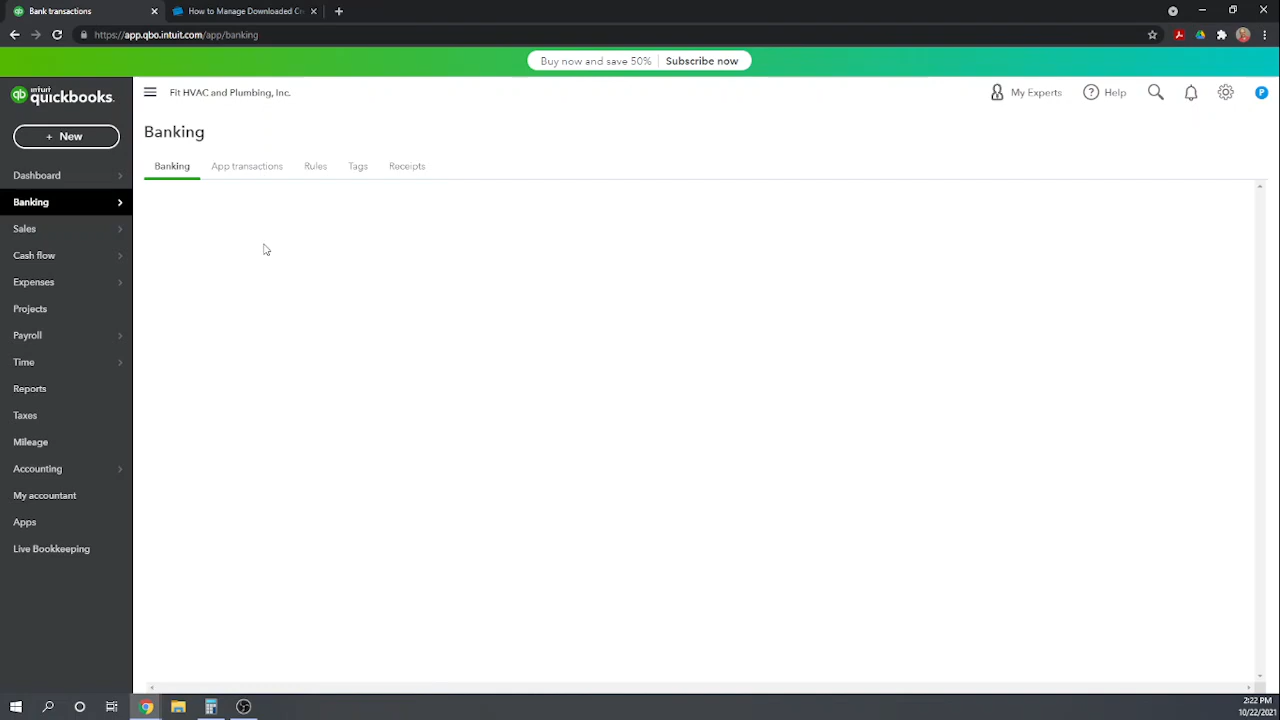 Bank transactions
How to Manage Downloaded Cr
https://app.qbo.intuit.com/app/banking
Buy now and save 50% Subscribe now
intuit quickbooks.
Fit HVAC and Plumbing, Inc.
My Experts
Help
P
+ New
Banking
Banking
App transactions
Rules
Tags
Receipts
Dashboard
Banking
Sales
Cash flow
Expenses
Projects
Payroll
Time
Reports
Taxes
Mileage
Accounting
My accountant
Apps
Live Bookkeeping
2:22 PM
10/22/2021